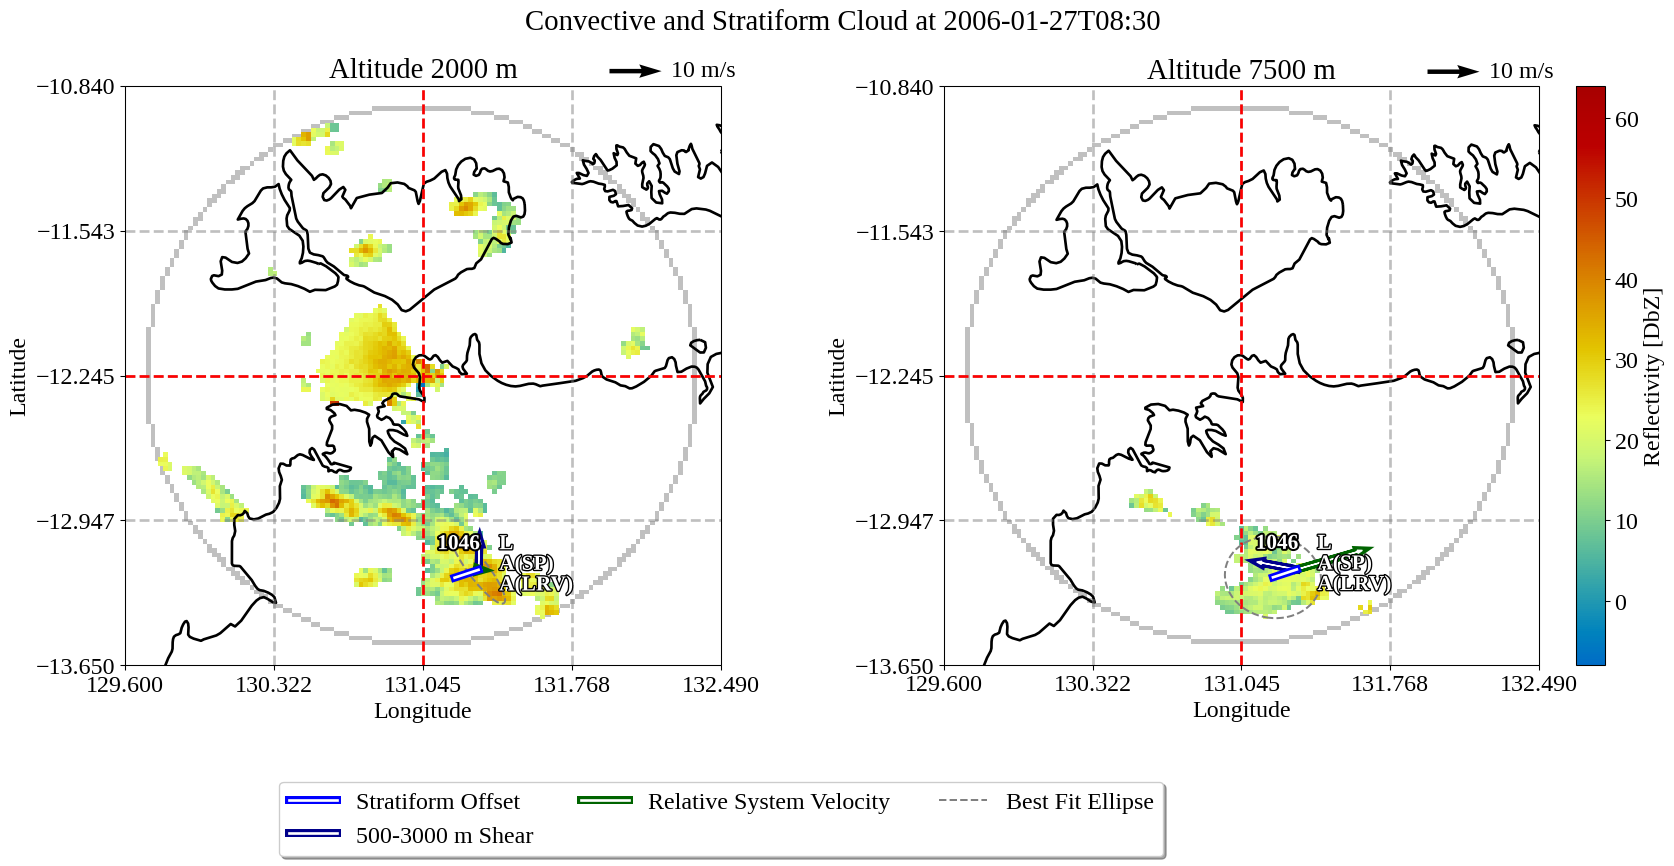 Convective and Stratiform Cloud at 2006-01-27T08:30
Altitude 2000 m
10 m/s
Altitude 7500 m
10 m/s
−10.840
−11.543
−12.245
−12.947
−13.650
Latitude
129.600 130.322 131.045 131.768 132.490
Longitude
1046
L
A(SP)
A(LRV)
−10.840
−11.543
−12.245
−12.947
−13.650
Latitude
129.600 130.322 131.045 131.768 132.490
Longitude
1046
L
A(SP)
A(LRV)
60
50
40
30
20
10
0
Reflectivity [DbZ]
Stratiform Offset
Relative System Velocity
Best Fit Ellipse
500-3000 m Shear